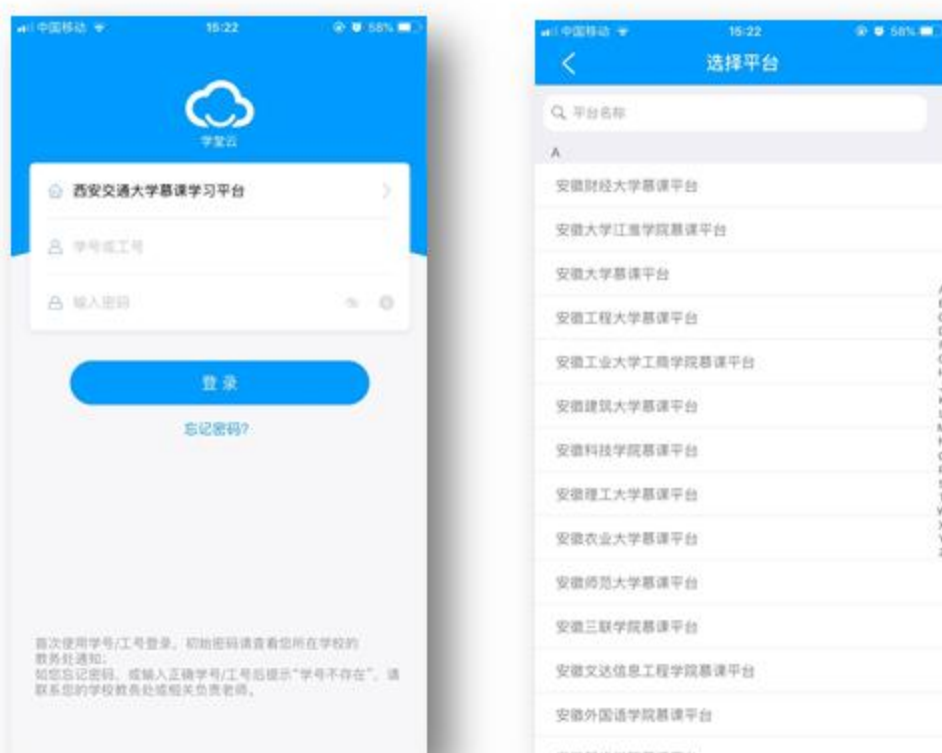 中国移动 15:22 58%
学堂云
西安交通大学慕课学习平台
学号或工号
输入密码
登录
忘记密码?
首次使用学号/工号登录,初始密码请查看您所在学校的
教务处通知;
如您忘记密码,或输入正确学号/工号后提示"学号不存在",请
联系您的学校教务处或相关负责老师。
中国移动 15:22 58%
选择平台
平台名称
A
安徽财经大学慕课平台
安徽大学江淮学院慕课平台
安徽大学慕课平台
安徽工程大学慕课平台
安徽工业大学工商学院慕课平台
安徽建筑大学慕课平台
安徽科技学院慕课平台
安徽理工大学慕课平台
安徽农业大学慕课平台
安徽师范大学慕课平台
安徽三联学院慕课平台
安徽文达信息工程学院慕课平台
安徽外国语学院慕课平台